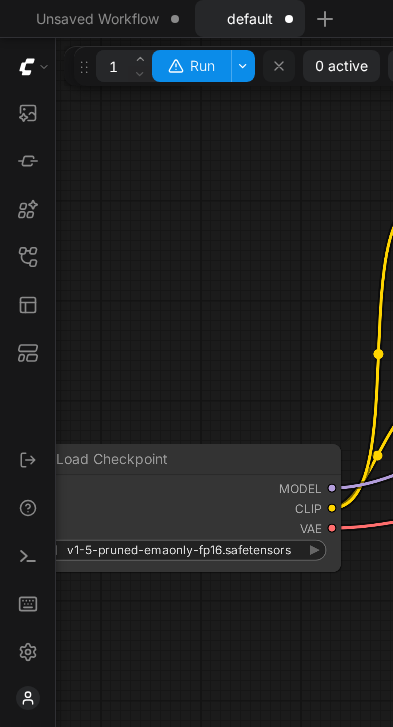 Unsaved Workflow
default
1
Run
0 active
Load Checkpoint
MODEL
CLIP
VAE
v1-5-pruned-emaonly-fp16.safetensors